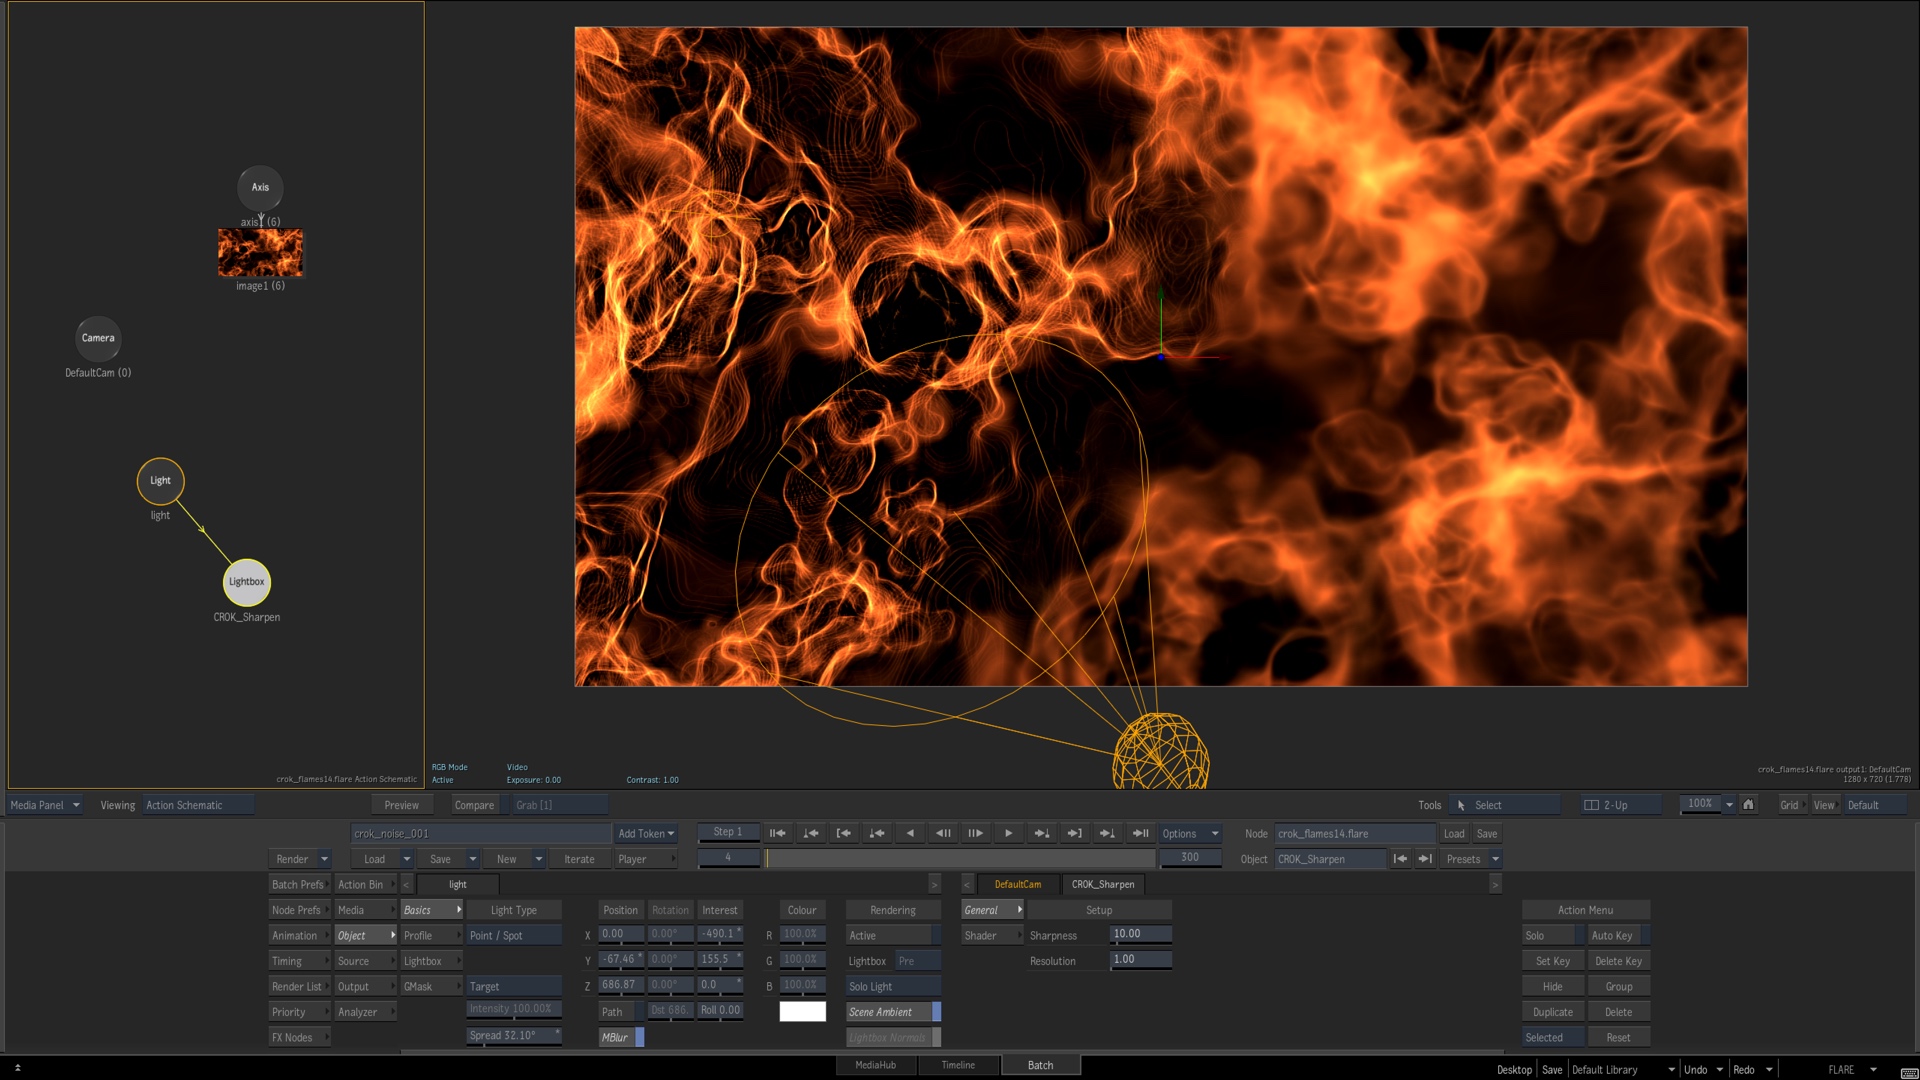 Axis
axis1 (6)
image1 (6)
Camera
DefaultCam (0)
Light
light
Lightbox
CROK_Sharpen
crok_flames14.flare Action Schematic
RGB Mode Video
Active Exposure: 0.00 Contrast: 1.00
crok_flames14.flare output1: DefaultCam
1280 x 720 (1.778)
Media Panel Viewing Action Schematic Preview Compare Grab [1] Tools Select 2-Up 100% Grid View Default
crok_noise_001 Add Token Step 1 Options Node crok_flames14.flare Load Save
Render Load Save New Iterate Player 4 300 Object CROK_Sharpen Presets
Batch Prefs Action Bin < light > < DefaultCam CROK_Sharpen >
Node Prefs Media Basics Light Type Position Rotation Interest Colour Rendering General Setup Action Menu
Animation Object Profile Point / Spot X 0.00 0.00° -490.1 R 100.0% Active Shader Sharpness 10.00 Solo Auto Key
Timing Source Lightbox Y -67.46 0.00° 155.5 G 100.0% Lightbox Pre Resolution 1.00 Set Key Delete Key
Render List Output GMask Target Z 686.87 0.00° 0.0 B 100.0% Solo Light Hide Group
Priority Analyzer Intensity 100.00% Path Dst 686. Roll 0.00 Scene Ambient Duplicate Delete
FX Nodes Spread 32.10° MBlur Lightbox Normals Selected Reset
MediaHub Timeline Batch Desktop Save Default Library Undo Redo FLARE